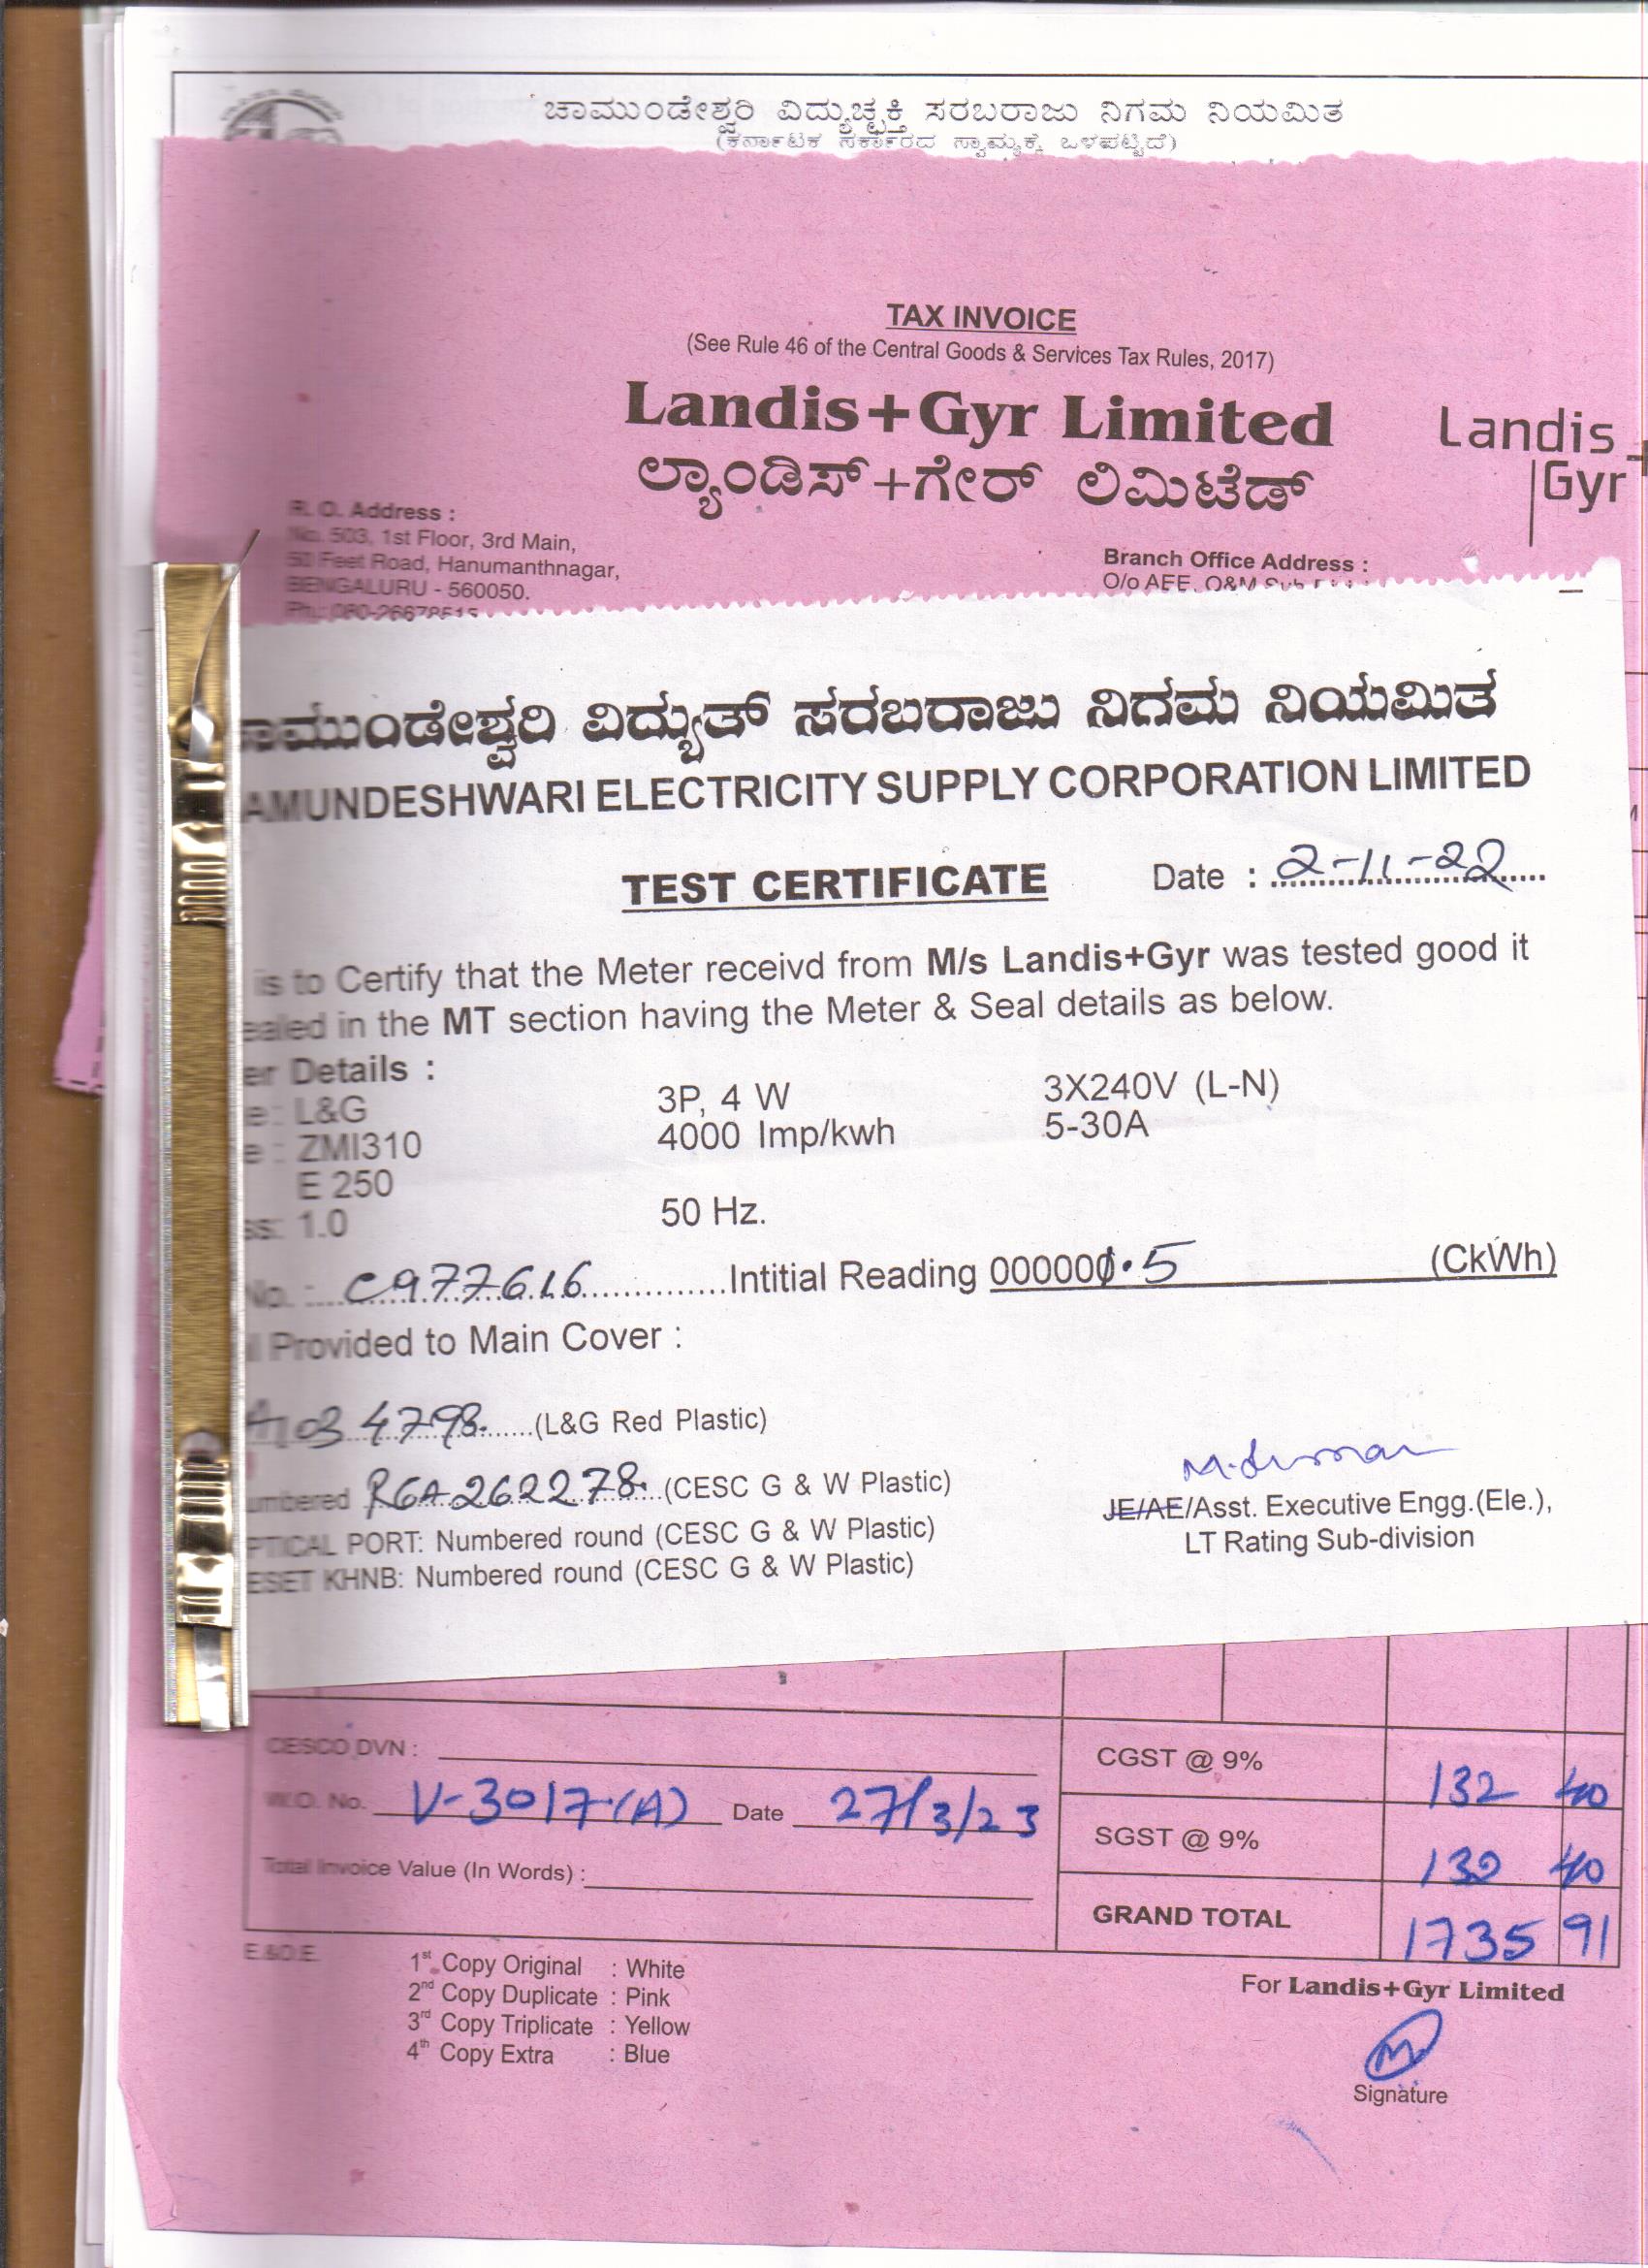 ಚಾಮುಂಡೇಶ್ವರಿ ವಿದ್ಯುಚ್ಛಕ್ತಿ ಸರಬರಾಜು ನಿಗಮ ನಿಯಮಿತ
(ಕರ್ನಾಟಕ ಸರ್ಕಾರದ ಸ್ವಾಮ್ಯಕ್ಕೆ ಒಳಪಟ್ಟಿದೆ)
TAX INVOICE
(See Rule 46 of the Central Goods & Services Tax Rules, 2017)
Landis+Gyr Limited
Landis+
Gyr
ಲ್ಯಾಂಡಿಸ್+ಗೇರ್ ಲಿಮಿಟೆಡ್
R. O. Address :
No. 503, 1st Floor, 3rd Main,
50 Feet Road, Hanumanthnagar,
BENGALURU - 560050.
Ph.: 080-26678515
Branch Office Address :
O/o AEE, O&M Sub
ಾಮುಂಡೇಶ್ವರಿ ವಿದ್ಯುತ್ ಸರಬರಾಜು ನಿಗಮ ನಿಯಮಿತ
AMUNDESHWARI ELECTRICITY SUPPLY CORPORATION LIMITED
TEST CERTIFICATE Date : 2-11-22
is to Certify that the Meter receivd from M/s Landis+Gyr was tested good it
ealed in the MT section having the Meter & Seal details as below.
er Details :
e : L&G 3P, 4 W 3X240V (L-N)
e : ZMI310 4000 Imp/kwh 5-30A
E 250
ss: 1.0 50 Hz.
No. : C977616 Intitial Reading 000000.5 (CkWh)
l Provided to Main Cover :
4798 (L&G Red Plastic)
umbered RGA262278 (CESC G & W Plastic)
PTICAL PORT: Numbered round (CESC G & W Plastic)
ESET KHNB: Numbered round (CESC G & W Plastic)
JE/AE/Asst. Executive Engg.(Ele.),
LT Rating Sub-division
CESCO DVN :
W.O. No. V-3017(A) Date 27/3/23
Total Invoice Value (In Words) :
CGST @ 9% 132 40
SGST @ 9% 132 40
GRAND TOTAL 1735 91
E.&O.E.
1st Copy Original : White
2nd Copy Duplicate : Pink
3rd Copy Triplicate : Yellow
4th Copy Extra : Blue
For Landis+Gyr Limited
Signature